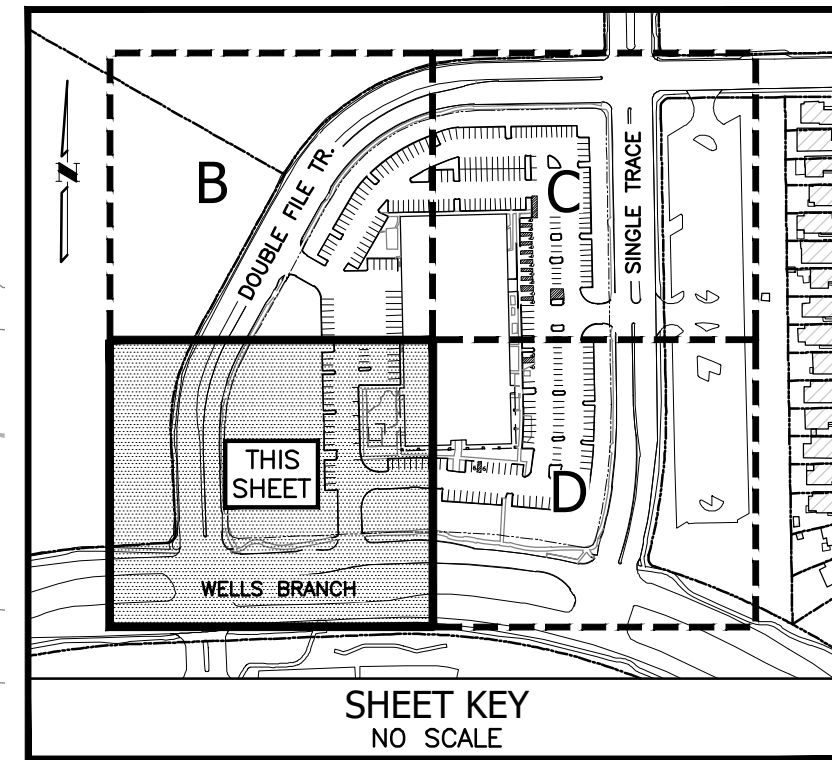 B
C
DOUBLE FILE TR.
SINGLE TRACE
N
THIS
SHEET
D
WELLS BRANCH
SHEET KEY
NO SCALE